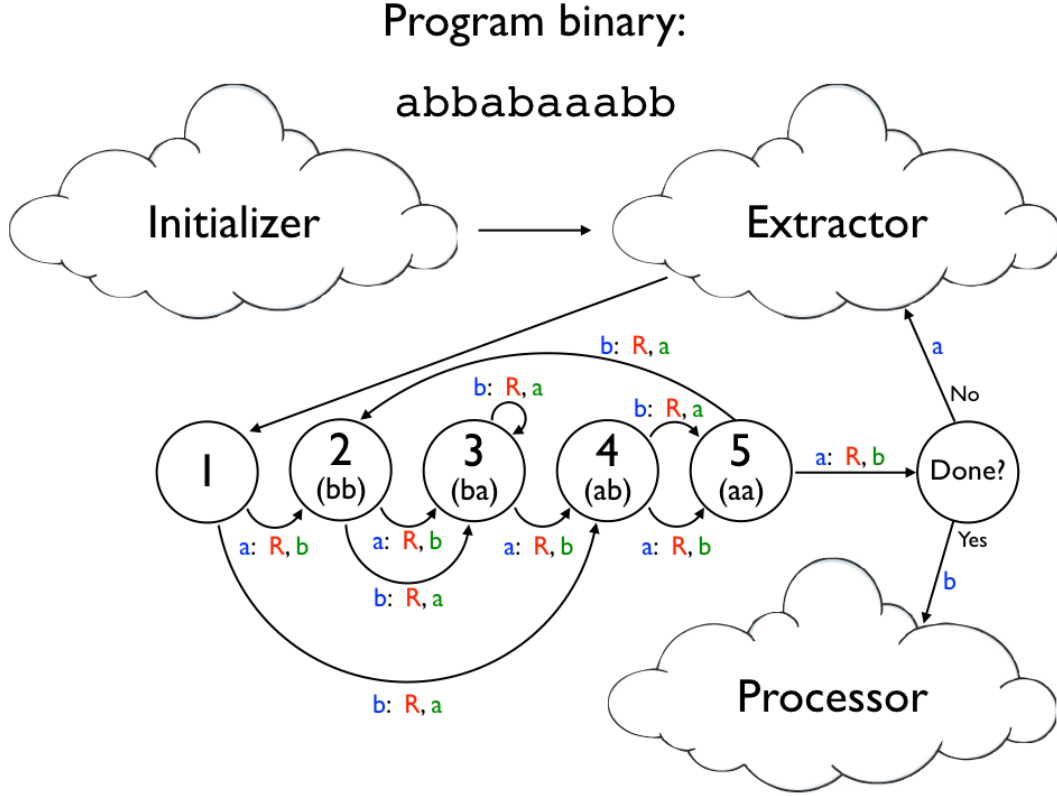 Program binary:
abbabaaabb
Initializer
Extractor
b: R, a
a
b: R, a
b: R, a
No
1
2
(bb)
3
(ba)
4
(ab)
5
(aa)
a: R, b
Done?
a: R, b
a: R, b
a: R, b
a: R, b
Yes
b
b: R, a
Processor
b: R, a